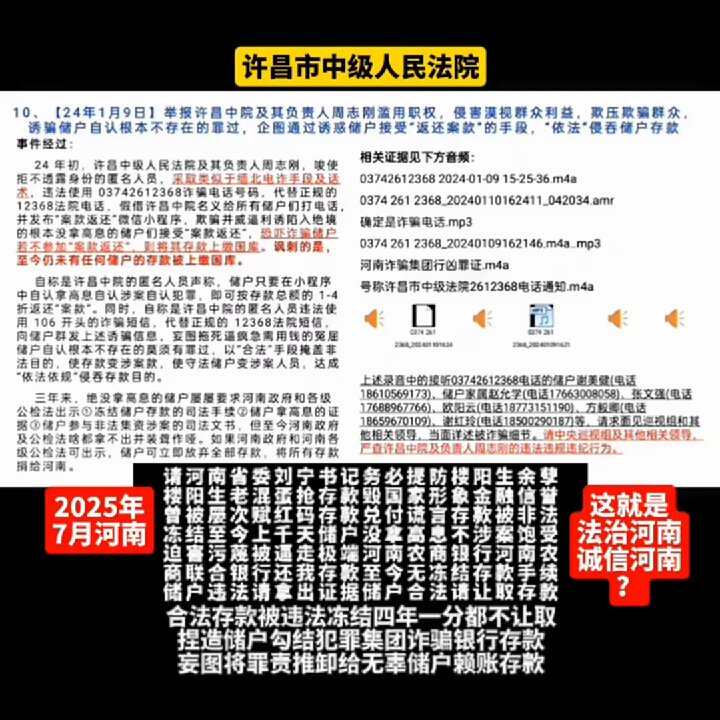 许昌市中级人民法院
10、【24年1月9日】举报许昌中院及其负责人周志刚滥用职权，侵害漠视群众利益，欺压欺骗群众，
诱骗储户自认根本不存在的罪过，企图通过诱惑储户接受“返还案款”的手段，“依法”侵吞储户存款
事件经过：
24 年初，许昌中级人民法院及其负责人周志刚，唆使
拒不透露身份的匿名人员，采取类似于缅北电诈手段及话
术，违法使用 03742612368诈骗电话号码，代替正规的
12368法院电话，假借许昌中院名义给所有储户们打电话，
并发布“案款返还”微信小程序，欺骗并威逼利诱陷入绝境
的根本没拿高息的储户们接受“案款返还”，恐吓诈骗储户
若不参加“案款返还”，则将其存款上缴国库。讽刺的是，
至今仍未有任何储户的存款被上缴国库。
自称是许昌中院的匿名人员声称，储户只要在小程序
中自认拿高息自认涉案自认犯罪，即可按存款总额的 1-4
折返还“案款”。同时，自称是许昌中院的匿名人员违法使
用 106 开头的诈骗短信，代替正规的 12368法院短信，
向储户群发上述诱骗信息，妄图拖死逼疯急需用钱的冤屈
储户自认根本不存在的莫须有罪过，以“合法”手段掩盖非
法目的，使存款变涉案款，使守法储户变涉案人员，达成
“依法依规”侵吞存款目的。
三年来，绝没拿高息的储户屡屡要求河南政府和各级
公检法出示①冻结储户存款的司法手续②储户拿高息的证
据③储户参与非法集资涉案的司法文书，但至今河南政府
及公检法啥都拿不出并装聋作哑。如果河南政府和河南各
级公检法可出示，储户可立即放弃全部存款，将所有存款
捐给河南。
相关证据见下方音频：
03742612368 2024-01-09 15-25-36.m4a
0374 261 2368_20240110162411_042034.amr
确定是诈骗电话.mp3
0374 261 2368_20240109162146.m4a..mp3
河南诈骗集团行凶罪证.m4a
号称许昌市中级法院2612368电话通知.m4a
0374 261
2368_202401101624
0374 261
2368_202401091621
上述录音中的接听03742612368电话的储户谢美健(电话
18610569173)、储户家属赵允学(电话17663008058)、张文强(电话
17688967766)、欧阳云(电话18773151190)、方毅卿(电话
18659670109)、谢红玲(电话18500290187)等，请求面见巡视组和其
他相关领导，当面详述被诈骗细节。请中央巡视组及其他相关领导，
严查许昌中院及负责人周志刚的违法违规违纪行为。
请河南省委刘宁书记务必提防楼阳生余孽
楼阳生老混蛋抢存款毁国家形象金融信誉
曾被层次赋红码存款兑付谎言存款被非法
冻结至今上千天储户没拿高息不涉案饱受
迫害污蔑被逼走极端河南农商银行河南农
商联合银行还我存款至今无冻结存款手续
储户违法请拿出证据储户合法请让取存款
合法存款被违法冻结四年一分都不让取
捏造储户勾结犯罪集团诈骗银行存款
妄图将罪责推卸给无辜储户赖账存款
2025年
7月河南
这就是
法治河南
诚信河南
？